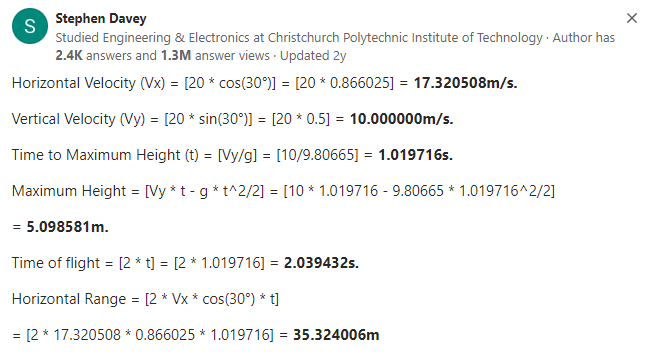 S
Stephen Davey
Studied Engineering & Electronics at Christchurch Polytechnic Institute of Technology · Author has
2.4K answers and 1.3M answer views · Updated 2y
Horizontal Velocity (Vx) = [20 * cos(30°)] = [20 * 0.866025] = 17.320508m/s.
Vertical Velocity (Vy) = [20 * sin(30°)] = [20 * 0.5] = 10.000000m/s.
Time to Maximum Height (t) = [Vy/g] = [10/9.80665] = 1.019716s.
Maximum Height = [Vy * t - g * t^2/2] = [10 * 1.019716 - 9.80665 * 1.019716^2/2]
= 5.098581m.
Time of flight = [2 * t] = [2 * 1.019716] = 2.039432s.
Horizontal Range = [2 * Vx * cos(30°) * t]
= [2 * 17.320508 * 0.866025 * 1.019716] = 35.324006m